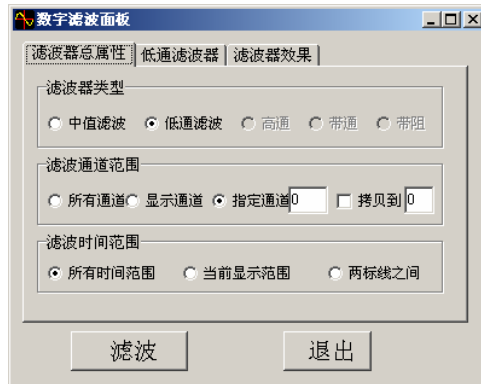 数字滤波面板
滤波器总属性 低通滤波器 滤波器效果
滤波器类型
中值滤波 低通滤波 高通 带通 带阻
滤波通道范围
所有通道 显示通道 指定通道 0 拷贝到 0
滤波时间范围
所有时间范围 当前显示范围 两标线之间
滤波 退出